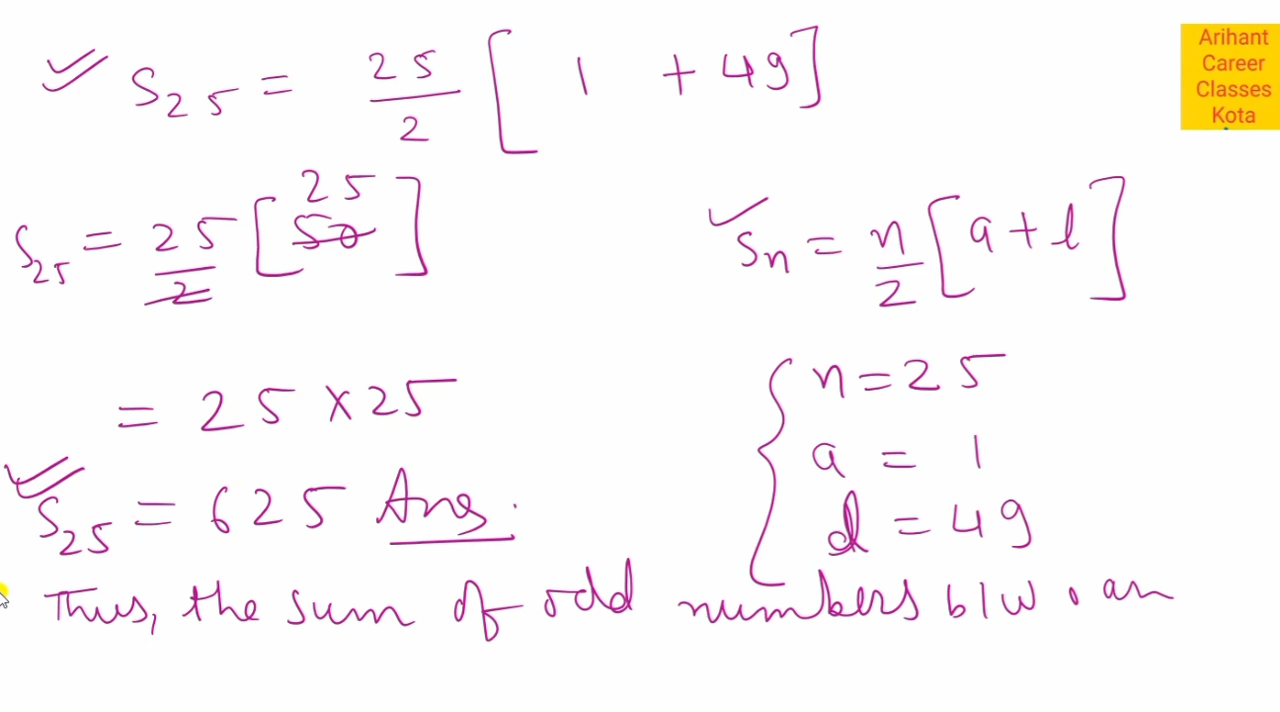 S25 = 25/2 [ 1 + 49]
S25 = 25/2 [ 50 ] 25
= 25 × 25
S25 = 625 Ans.
Thus, the sum of odd numbers b/w 0 an
Sn = n/2 [a + l]
n = 25
a = 1
l = 49
Arihant
Career
Classes
Kota